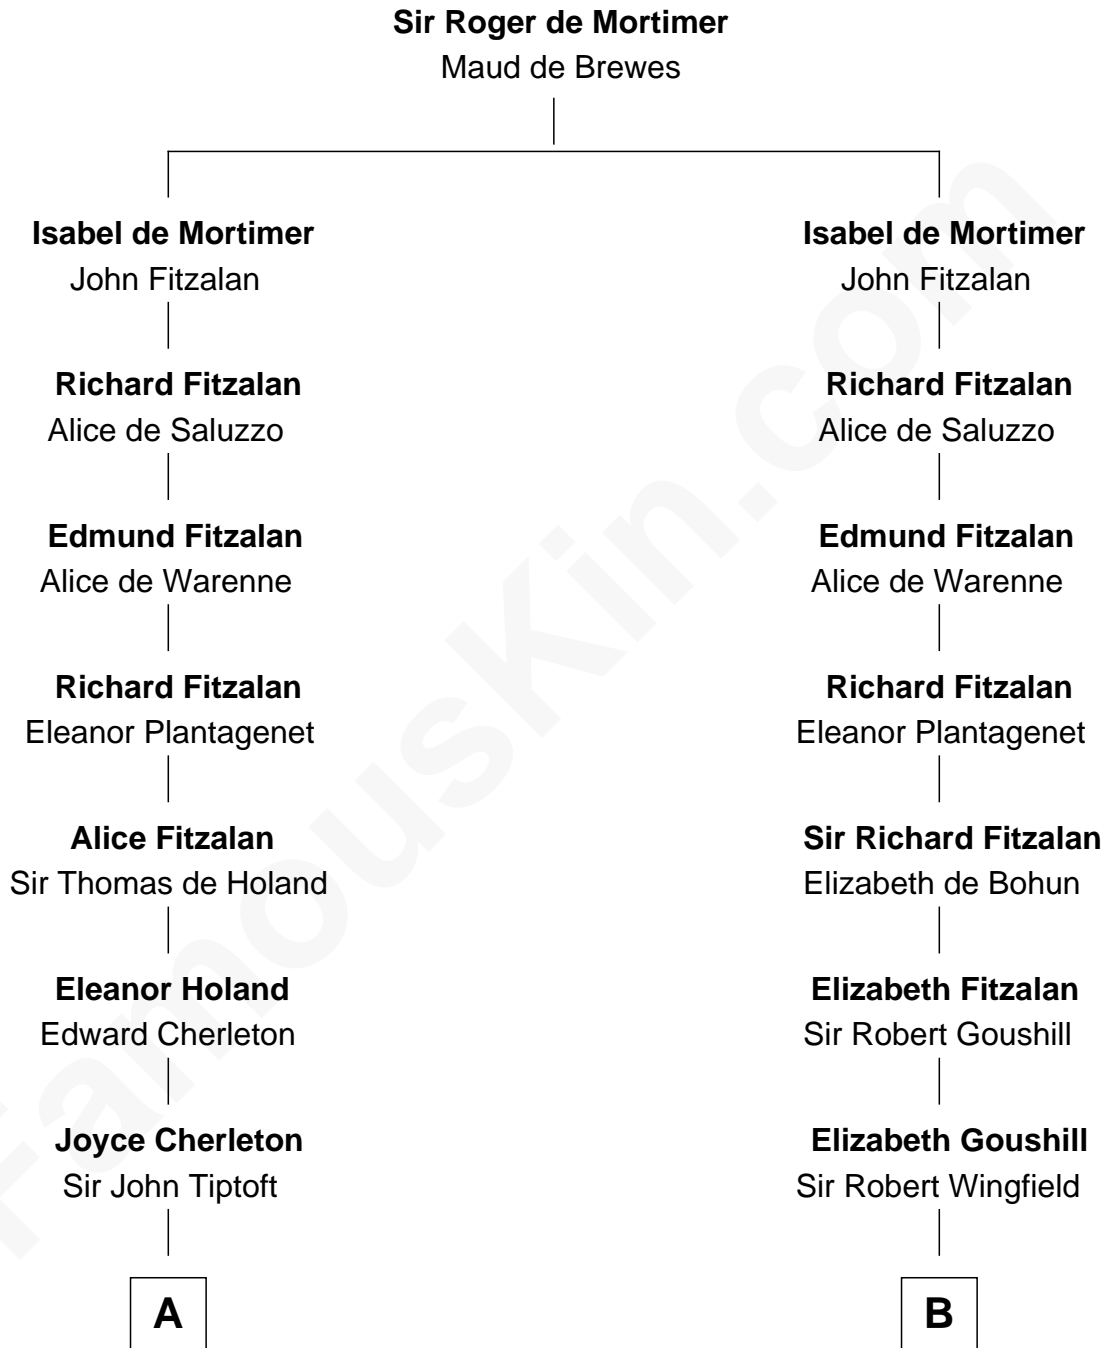 Sir Roger de Mortimer
Maud de Brewes
Isabel de Mortimer
John Fitzalan
Richard Fitzalan
Alice de Saluzzo
Edmund Fitzalan
Alice de Warenne
Richard Fitzalan
Eleanor Plantagenet
Alice Fitzalan
Sir Thomas de Holand
Eleanor Holand
Edward Cherleton
Joyce Cherleton
Sir John Tiptoft
A
Isabel de Mortimer
John Fitzalan
Richard Fitzalan
Alice de Saluzzo
Edmund Fitzalan
Alice de Warenne
Richard Fitzalan
Eleanor Plantagenet
Sir Richard Fitzalan
Elizabeth de Bohun
Elizabeth Fitzalan
Sir Robert Goushill
Elizabeth Goushill
Sir Robert Wingfield
B
FamousKin.com